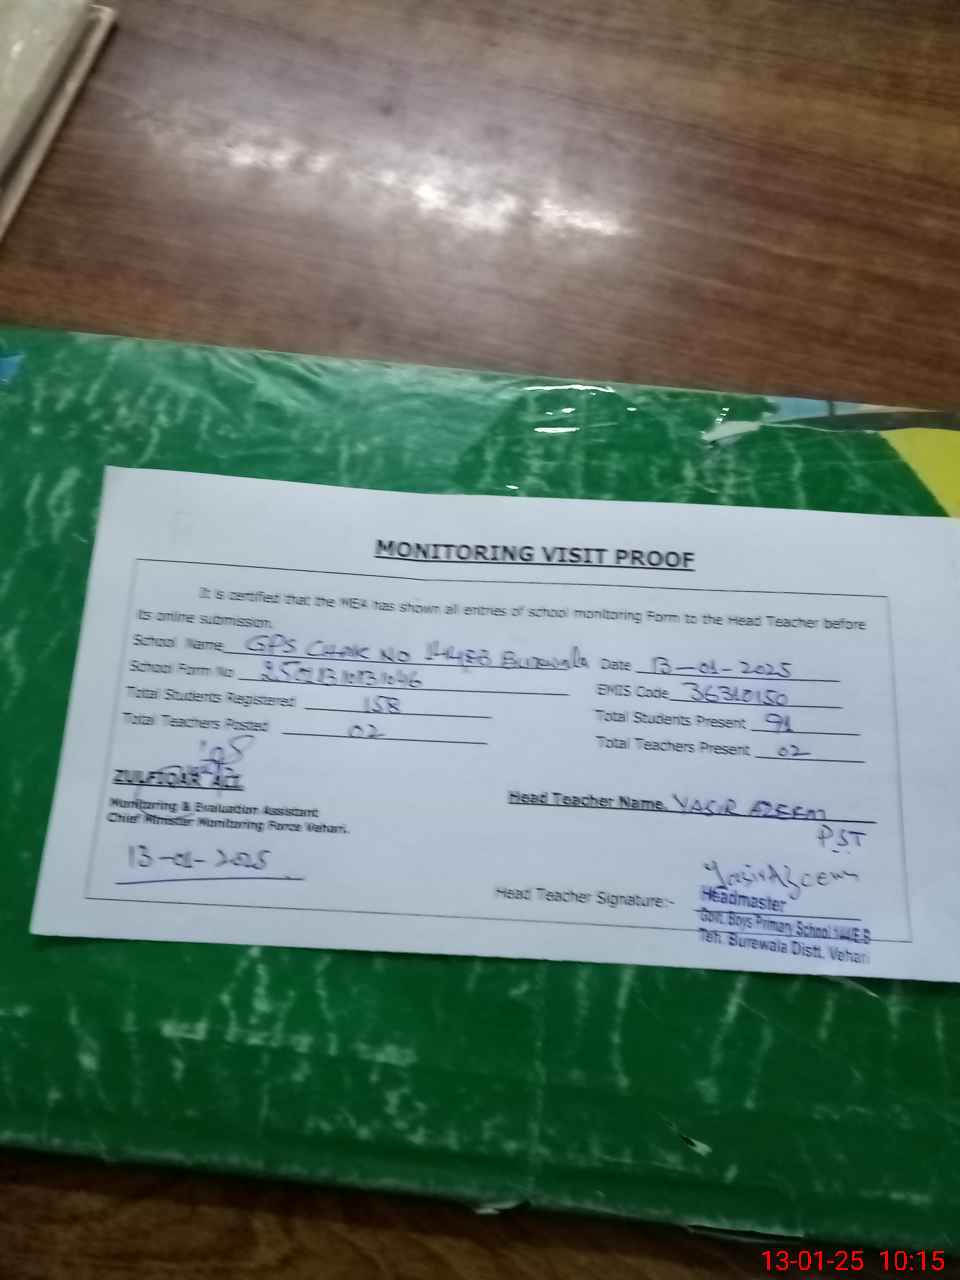 MONITORING VISIT PROOF
It is certified that the MEA has shown all entries of school monitoring Form to the Head Teacher before
its online submission.
School Name GPS Chak No 144EB Burewala Date 13-01-2025
School Form No EMIS Code 36310150
Total Students Registered 158 Total Students Present 91
Total Teachers Posted 02 Total Teachers Present 02
ZULFIQAR ALI
Monitoring & Evaluation Assistant
Chief Minister Monitoring Force Vehari.
13-01-2025
Head Teacher Name. YASIR AZEEM
PST
Head Teacher Signature:- Yasir Azeem
Headmaster
Govt. Boys Primary School 144/E.B
Teh. Burewala Distt. Vehari
13-01-25 10:15